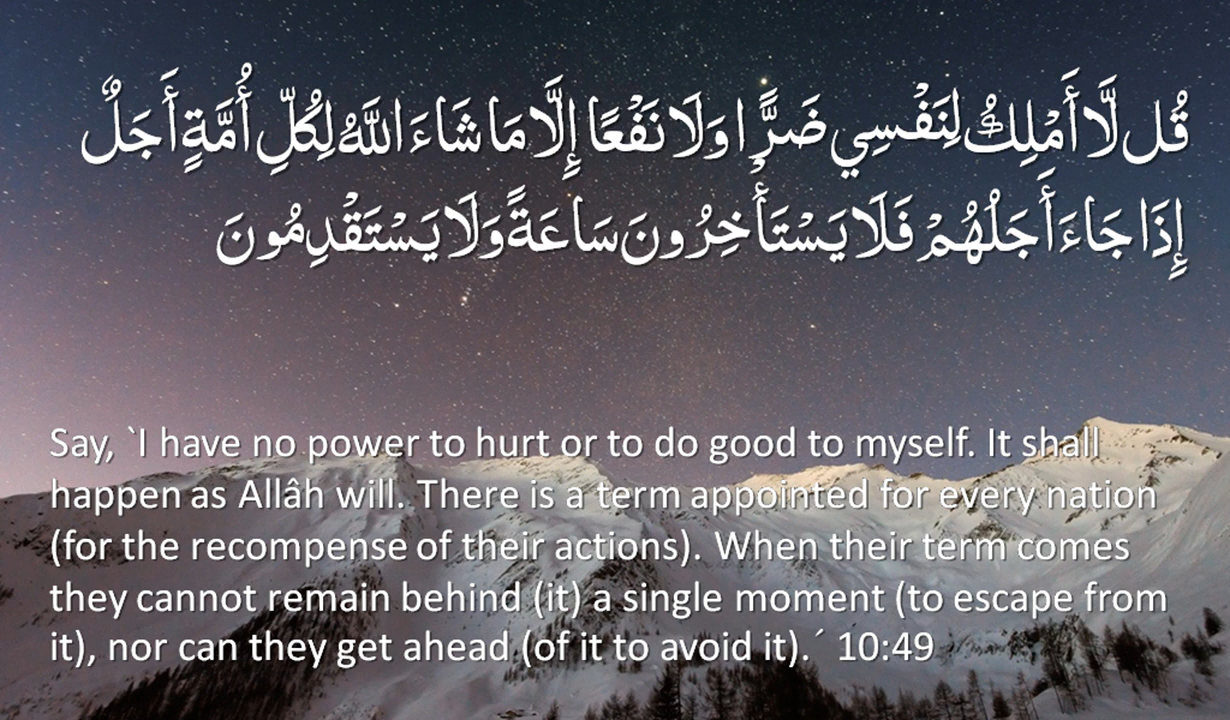 قُل لَّا أَمْلِكُ لِنَفْسِي ضَرًّا وَلَا نَفْعًا إِلَّا مَا شَاءَ اللَّهُ لِكُلِّ أُمَّةٍ أَجَلٌ
إِذَا جَاءَ أَجَلُهُمْ فَلَا يَسْتَأْخِرُونَ سَاعَةً وَلَا يَسْتَقْدِمُونَ
Say, `I have no power to hurt or to do good to myself. It shall
happen as Allâh will. There is a term appointed for every nation
(for the recompense of their actions). When their term comes
they cannot remain behind (it) a single moment (to escape from
it), nor can they get ahead (of it to avoid it).´ 10:49